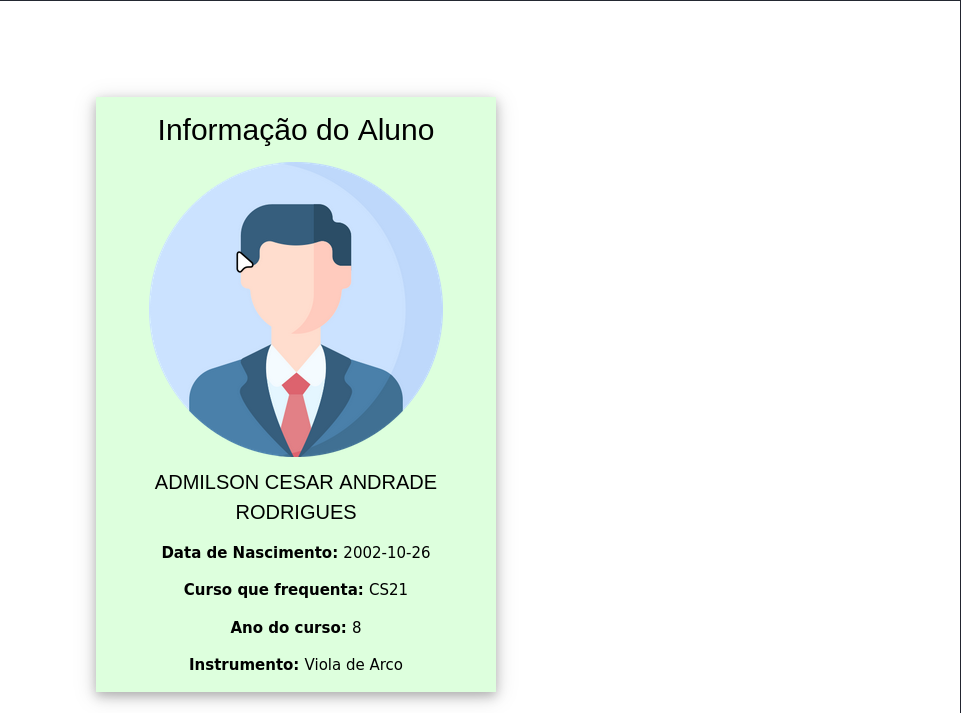 Informação do Aluno
ADMILSON CESAR ANDRADE
RODRIGUES
Data de Nascimento: 2002-10-26
Curso que frequenta: CS21
Ano do curso: 8
Instrumento: Viola de Arco